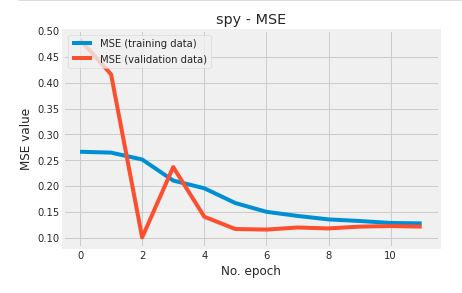 spy - MSE
MSE (training data)
MSE (validation data)
0.50
0.45
0.40
0.35
0.30
0.25
0.20
0.15
0.10
MSE value
0 2 4 6 8 10
No. epoch